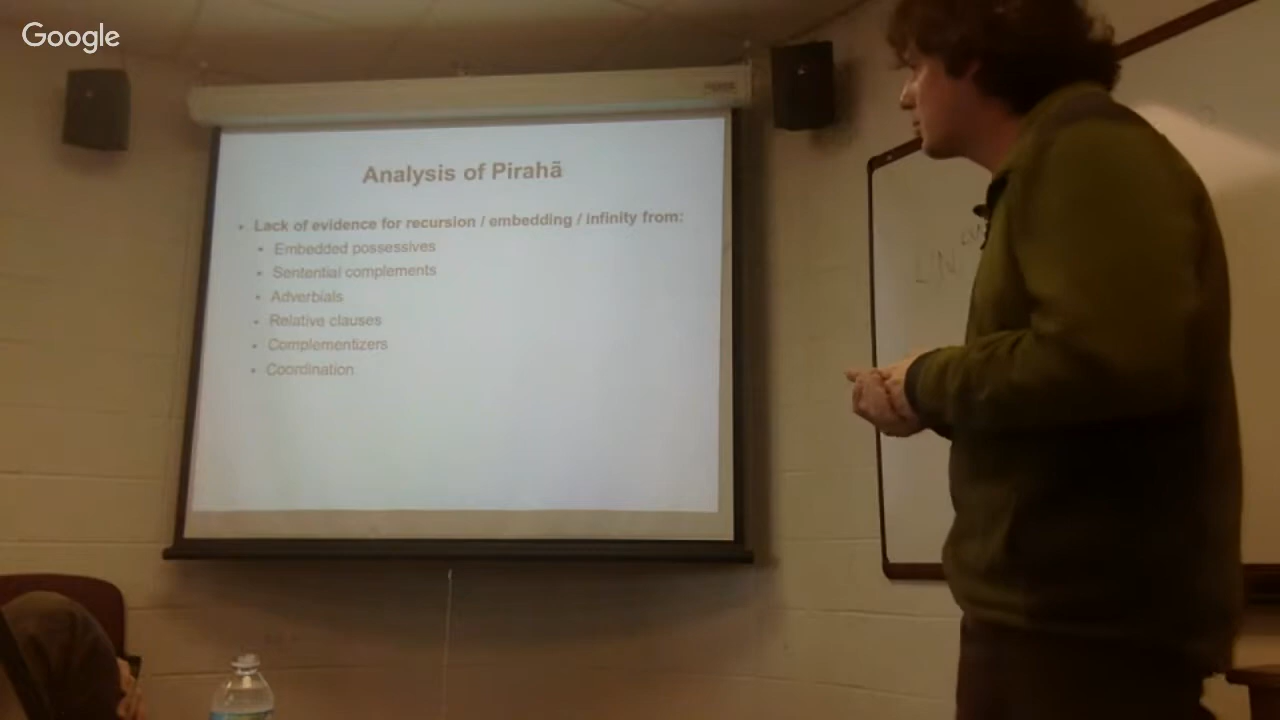 Google
Analysis of Pirahã
• Lack of evidence for recursion / embedding / infinity from:
• Embedded possessives
• Sentential complements
• Adverbials
• Relative clauses
• Complementizers
• Coordination
LIN